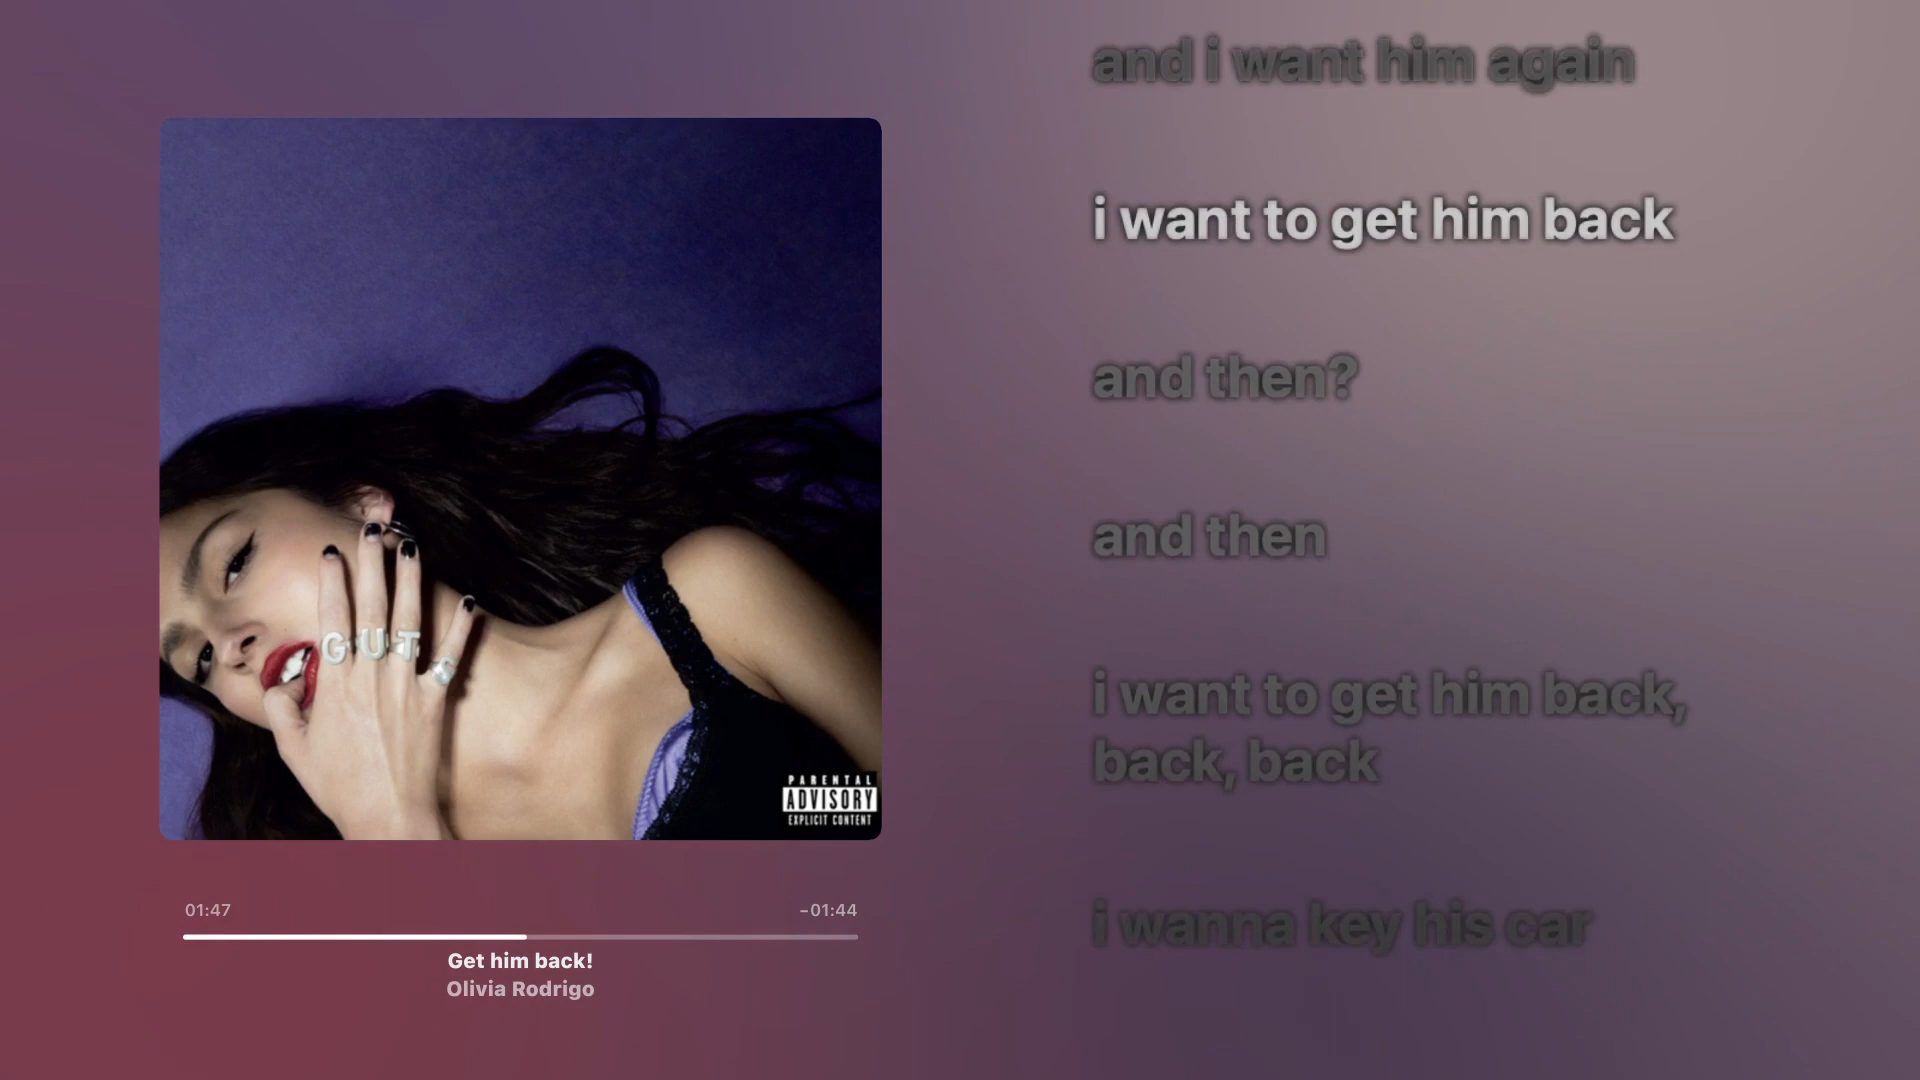 GUTS
PARENTAL
ADVISORY
EXPLICIT CONTENT
01:47
−01:44
Get him back!
Olivia Rodrigo
and i want him again
i want to get him back
and then?
and then
i want to get him back,
back, back
i wanna key his car